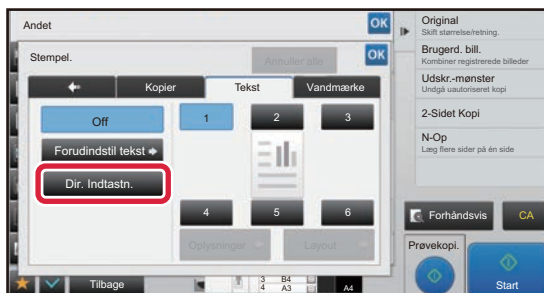 Andet
OK
Stempel.
Annuller alle
OK
Kopier
Tekst
Vandmærke
Off
Forudindstil tekst
Dir. Indtastn.
1
2
3
4
5
6
Oplysninger
Layout
Tilbage
3 B4
4 A3
A4
Original
Skift størrelse/retning.
Brugerd. bill.
Kombiner registrerede billeder
Udskr.-mønster
Undgå uautoriseret kopi
2-Sidet Kopi
N-Op
Læg flere sider på én side
Forhåndsvis
CA
Prøvekopi.
Start